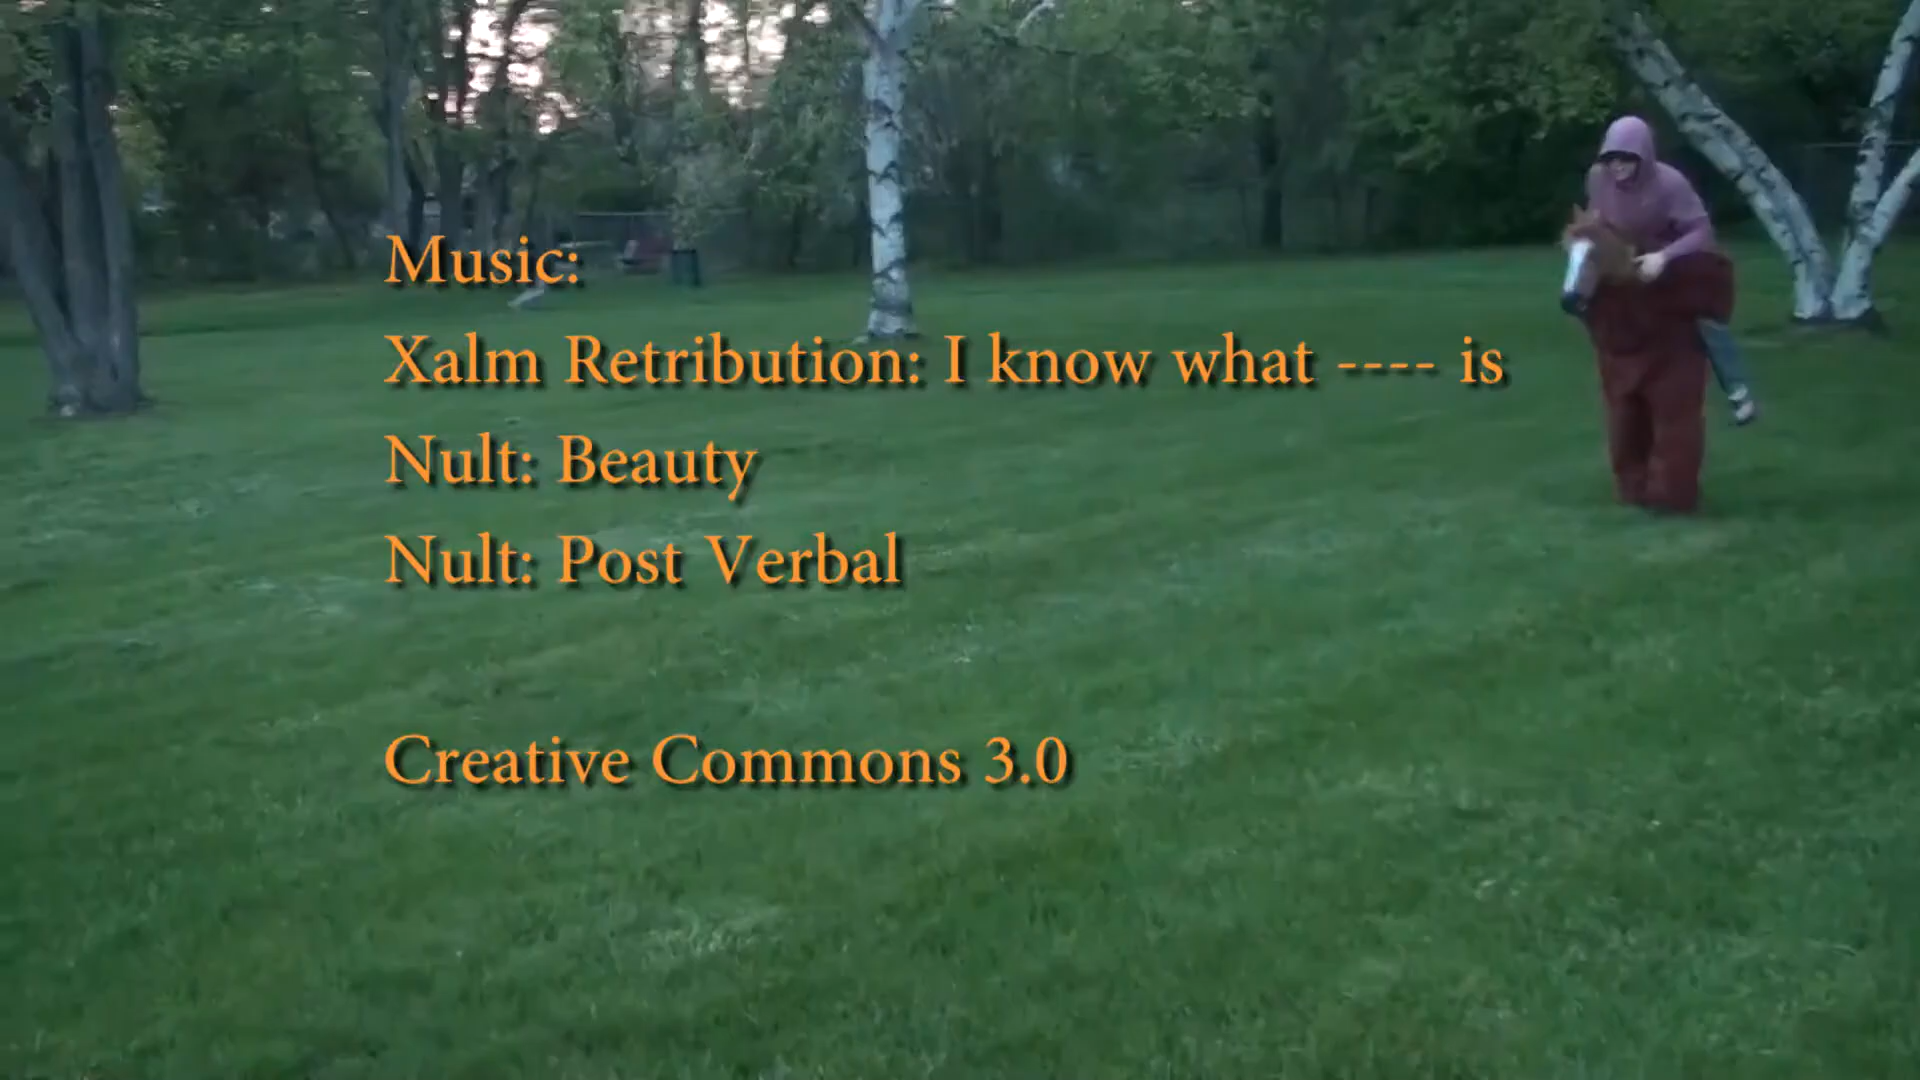 Music:
Xalm Retribution: I know what ---- is
Nult: Beauty
Nult: Post Verbal
Creative Commons 3.0